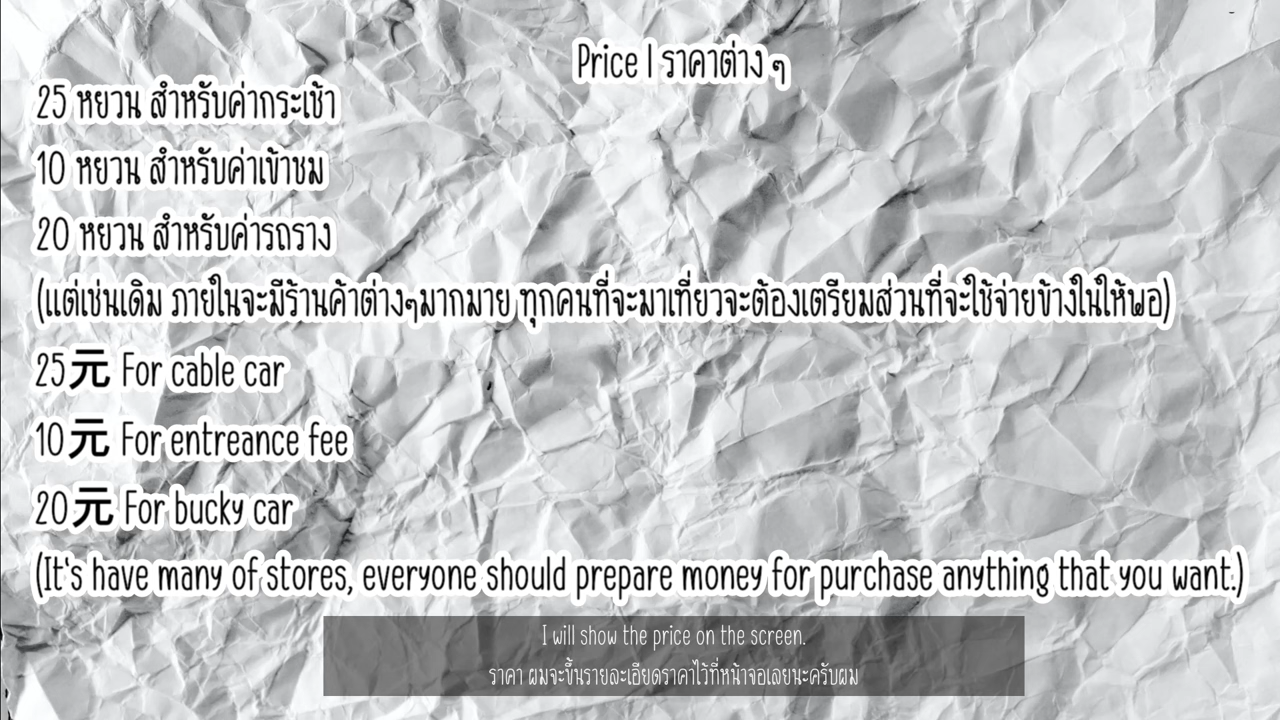 Price | ราคาต่าง ๆ
25 หยวน สำหรับค่ากระเช้า
10 หยวน สำหรับค่าเข้าชม
20 หยวน สำหรับค่ารถราง
(แต่เช่นเดิม ภายในจะมีร้านค้าต่างๆมากมาย ทุกคนที่จะมาเที่ยวจะต้องเตรียมส่วนที่จะใช้จ่ายข้างในให้พอ)
25元 For cable car
10元 For entreance fee
20元 For bucky car
(It's have many of stores, everyone should prepare money for purchase anything that you want.)
I will show the price on the screen.
ราคา ผมจะขึ้นรายละเอียดราคาไว้ที่หน้าจอเลยนะครับผม